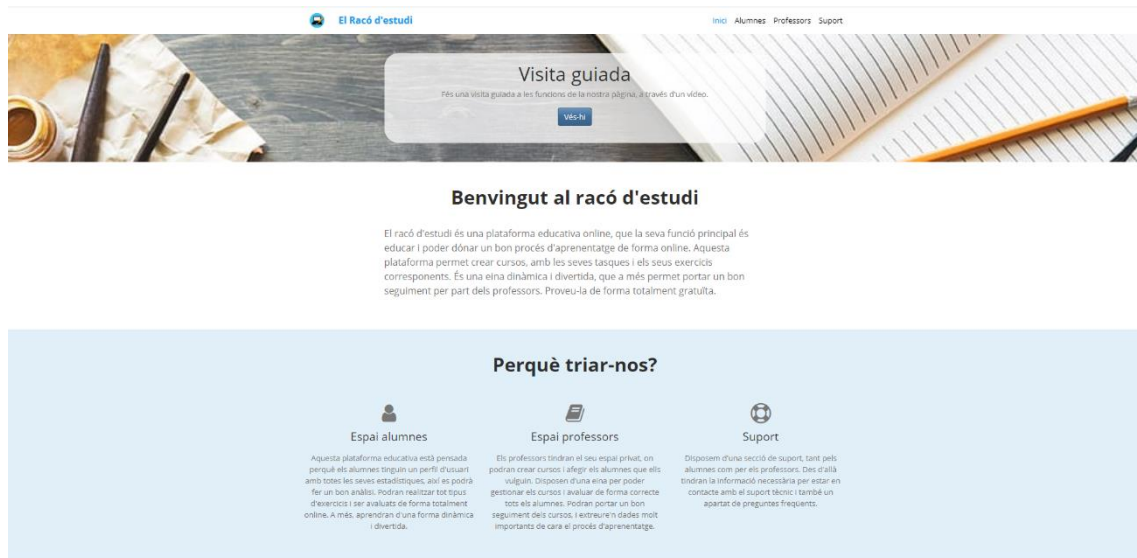 El Racó d'estudi
Inici Alumnes Professors Suport
Visita guiada
Fés una visita guiada a les funcions de la nostra pàgina, a través d'un vídeo.
Vés-hi
Benvingut al racó d'estudi
El racó d'estudi és una plataforma educativa online, que la seva funció principal és
educar i poder dónar un bon procés d'aprenentatge de forma online. Aquesta
plataforma permet crear cursos, amb les seves tasques i els seus exercicis
corresponents. És una eina dinàmica i divertida, que a més permet portar un bon
seguiment per part dels professors. Proveu-la de forma totalment gratuïta.
Perquè triar-nos?
Espai alumnes
Aquesta plataforma educativa està pensada
perquè els alumnes tinguin un perfil d'usuari
amb totes les seves estadístiques, així es podrà
fer un bon anàlisi. Podran realitzar tot tipus
d'exercicis i ser avaluats de forma totalment
online. A més, aprendran d'una forma dinàmica
i divertida.
Espai professors
Els professors tindran el seu espai privat, on
podran crear cursos i afegir els alumnes que ells
vulguin. Disposen d'una eina per poder
gestionar els cursos i avaluar de forma correcte
tots els alumnes. Podran portar un bon
seguiment dels cursos, i extreure'n dades molt
importants de cara el procés d'aprenentatge.
Suport
Disposem d'una secció de suport, tant pels
alumnes com per els professors. Des d'allà
tindran la informació necessària per estar en
contacte amb el suport tècnic i també un
apartat de preguntes freqüents.